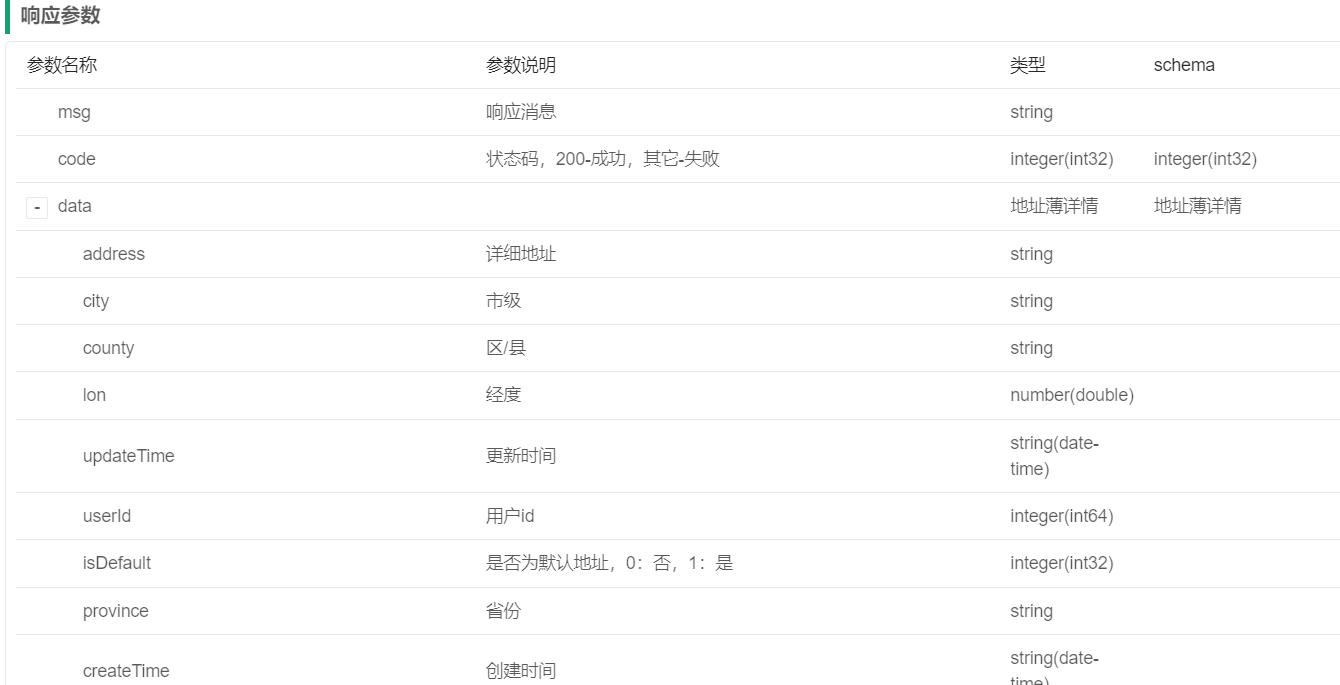 响应参数
参数名称 参数说明 类型 schema
msg 响应消息 string
code 状态码，200-成功，其它-失败 integer(int32) integer(int32)
- data 地址薄详情 地址薄详情
address 详细地址 string
city 市级 string
county 区/县 string
lon 经度 number(double)
updateTime 更新时间 string(date-
time)
userId 用户id integer(int64)
isDefault 是否为默认地址，0：否，1：是 integer(int32)
province 省份 string
createTime 创建时间 string(date-
time)